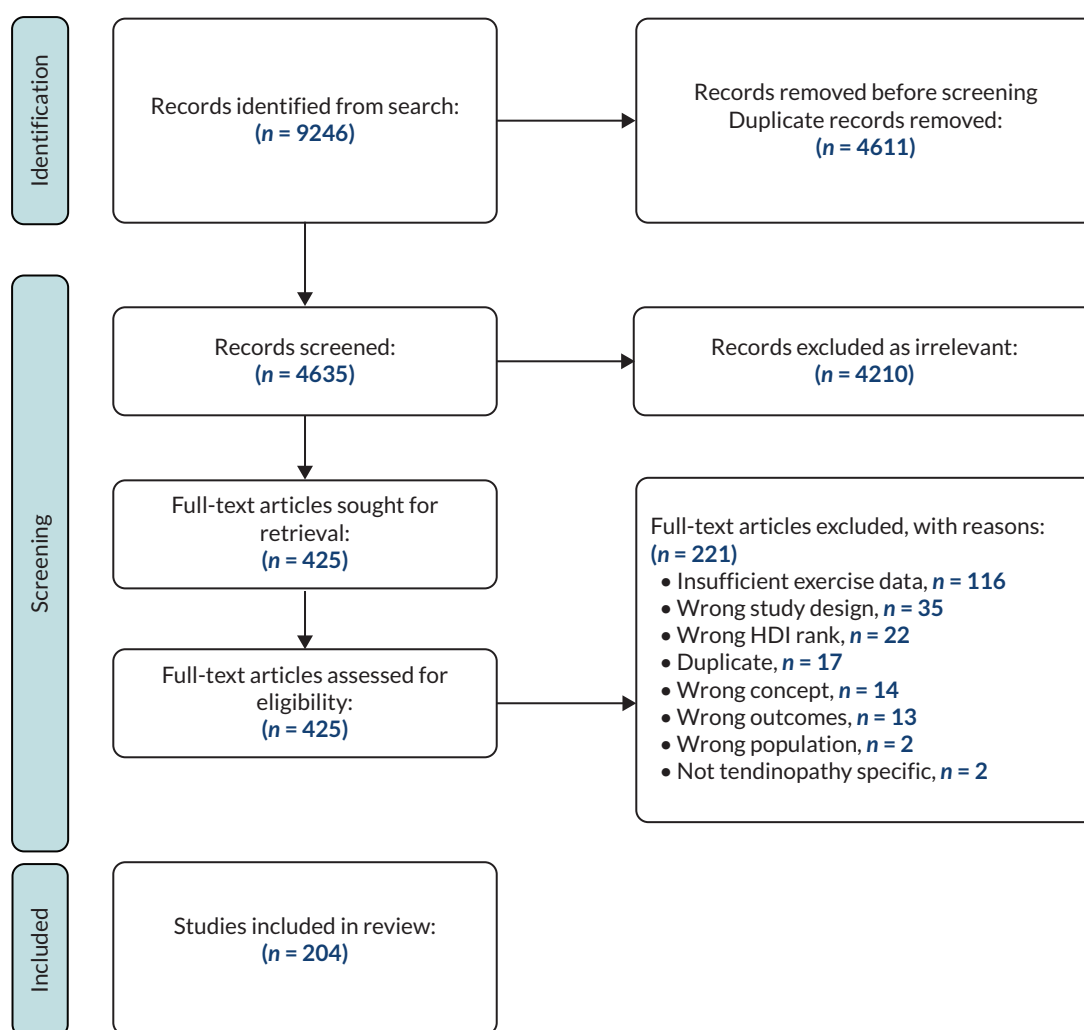 Identification
Records identified from search:
(n = 9246)
Records removed before screening
Duplicate records removed:
(n = 4611)
Screening
Records screened:
(n = 4635)
Records excluded as irrelevant:
(n = 4210)
Full-text articles sought for
retrieval:
(n = 425)
Full-text articles assessed for
eligibility:
(n = 425)
Full-text articles excluded, with reasons:
(n = 221)
• Insufficient exercise data, n = 116
• Wrong study design, n = 35
• Wrong HDI rank, n = 22
• Duplicate, n = 17
• Wrong concept, n = 14
• Wrong outcomes, n = 13
• Wrong population, n = 2
• Not tendinopathy specific, n = 2
Included
Studies included in review:
(n = 204)